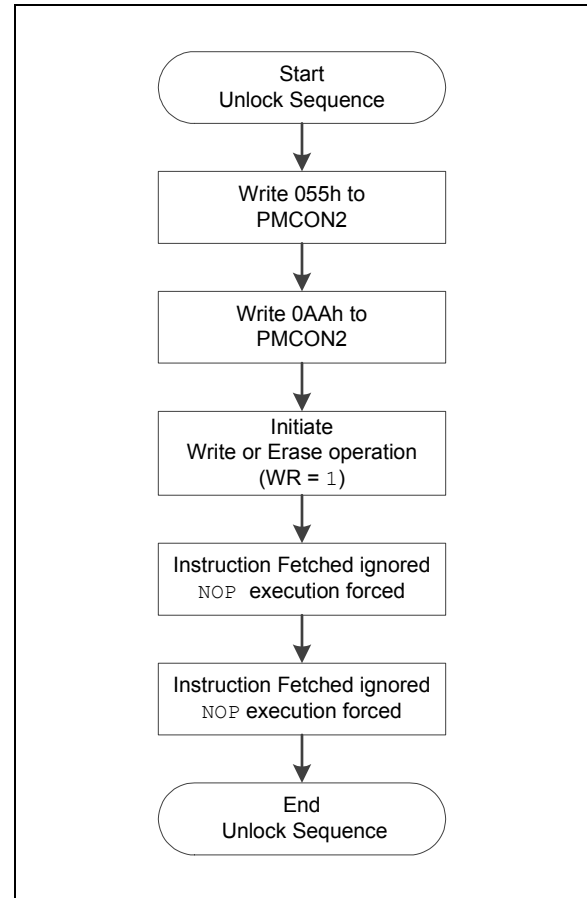 Start
Unlock Sequence
Write 055h to
PMCON2
Write 0AAh to
PMCON2
Initiate
Write or Erase operation
(WR = 1)
Instruction Fetched ignored
NOP execution forced
Instruction Fetched ignored
NOP execution forced
End
Unlock Sequence